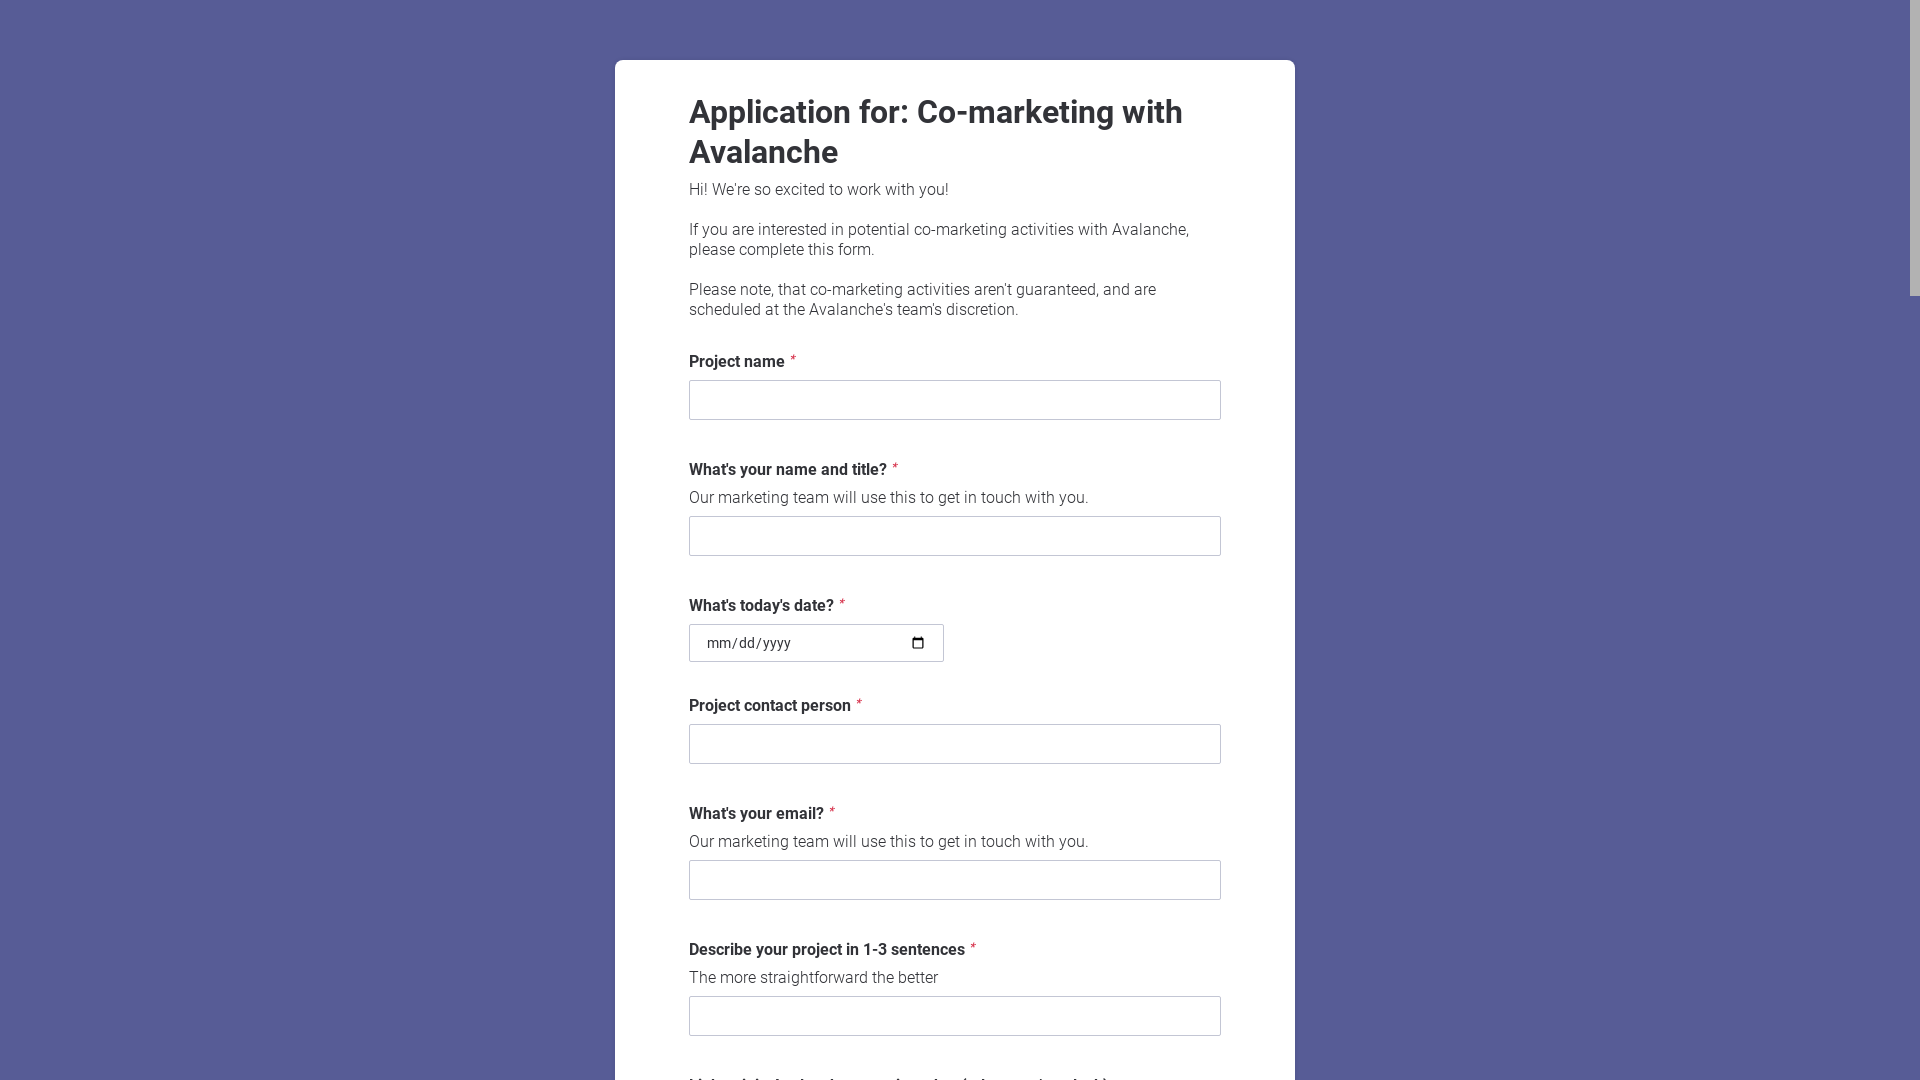 Application for: Co-marketing with
Avalanche
Hi! We're so excited to work with you!
If you are interested in potential co-marketing activities with Avalanche,
please complete this form.
Please note, that co-marketing activities aren't guaranteed, and are
scheduled at the Avalanche's team's discretion.
Project name *
What's your name and title? *
Our marketing team will use this to get in touch with you.
What's today's date? *
mm/dd/yyyy
Project contact person *
What's your email? *
Our marketing team will use this to get in touch with you.
Describe your project in 1-3 sentences *
The more straightforward the better